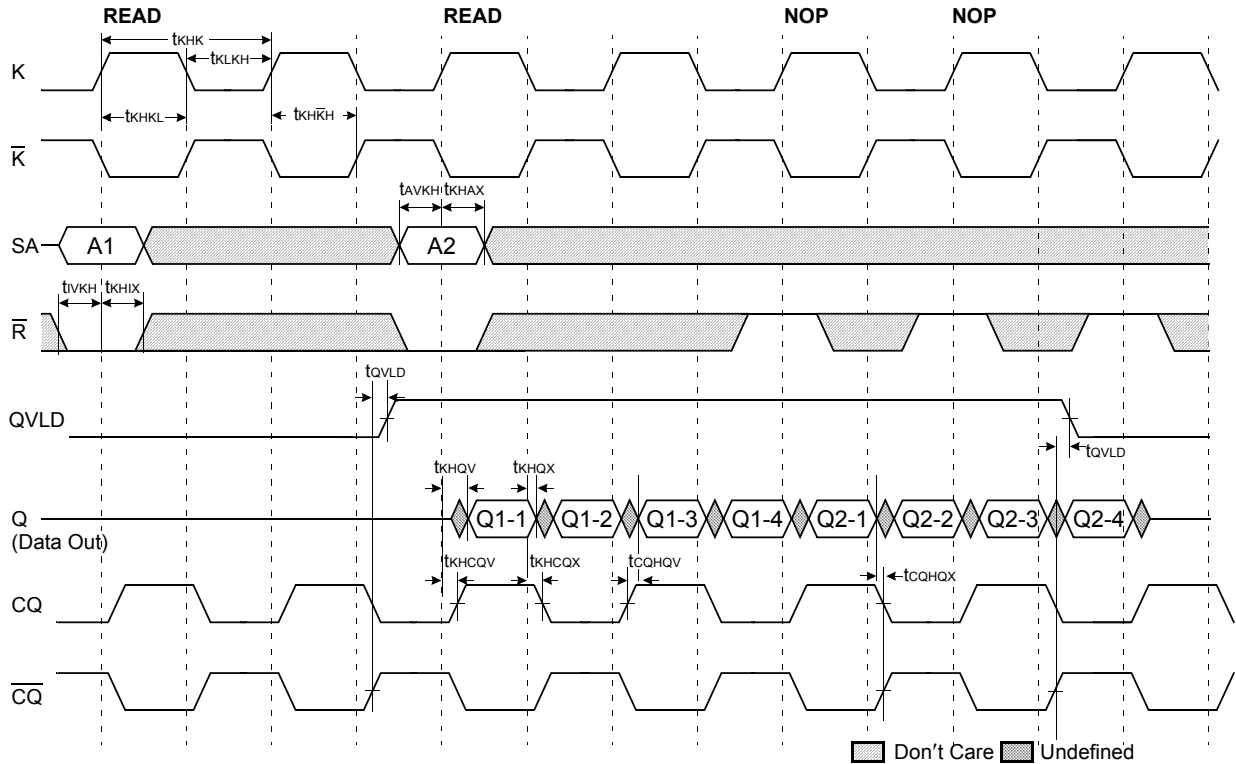 READ READ NOP NOP
tKHK
tKLKH
K
tKHKL tKHK̅H
K̅
tAVKH tKHAX
SA A1 A2
tIVKH tKHIX
R̅
tQVLD
QVLD
tQVLD
tKHQV tKHQX
Q Q1-1 Q1-2 Q1-3 Q1-4 Q2-1 Q2-2 Q2-3 Q2-4
(Data Out)
tKHCQV tKHCQX tCQHQV tCQHQX
CQ
C̅Q̅
Don't Care Undefined